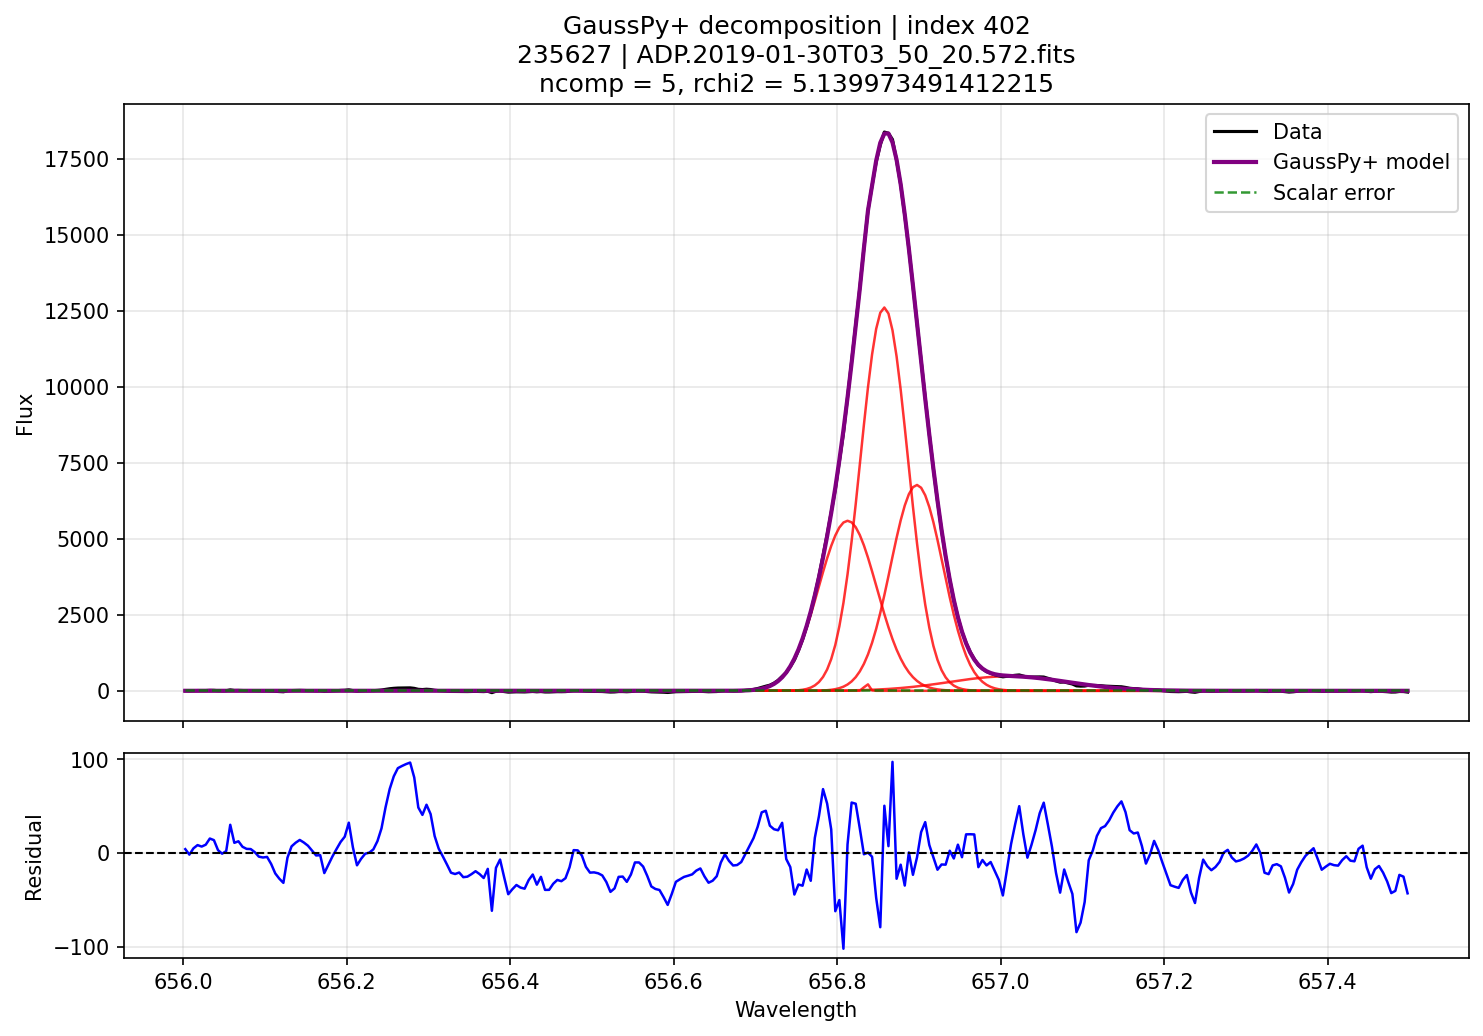 GaussPy+ decomposition | index 402
235627 | ADP.2019-01-30T03_50_20.572.fits
ncomp = 5, rchi2 = 5.139973491412215
Data
GaussPy+ model
Scalar error
17500
15000
12500
10000
7500
5000
2500
0
Flux
100
0
−100
Residual
656.0 656.2 656.4 656.6 656.8 657.0 657.2 657.4
Wavelength